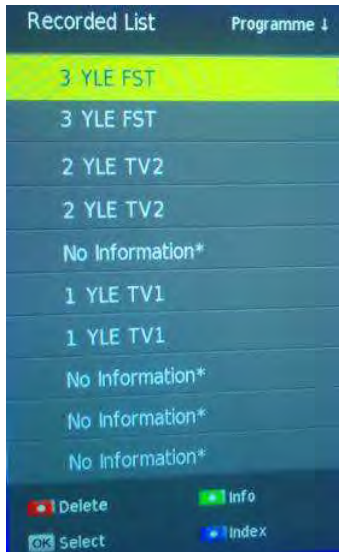 Recorded List Programme ↓
3 YLE FST
3 YLE FST
2 YLE TV2
2 YLE TV2
No Information*
1 YLE TV1
1 YLE TV1
No Information*
No Information*
No Information*
Delete Info
OK Select Index